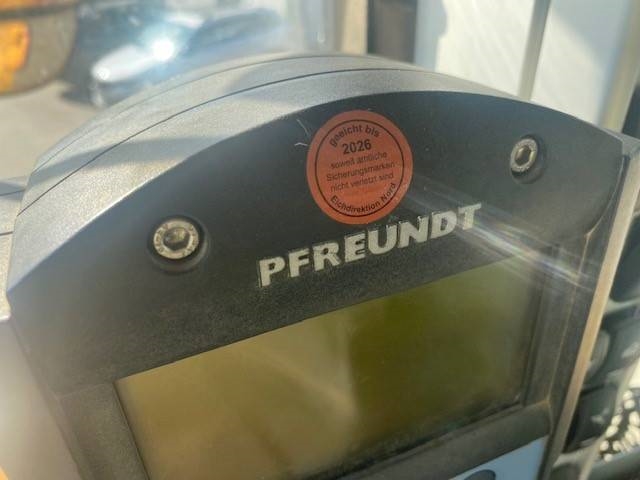 geeicht bis
2026
soweit amtliche
Sicherungsmarken
nicht verletzt sind
Eichdirektion Nord
PFREUNDT